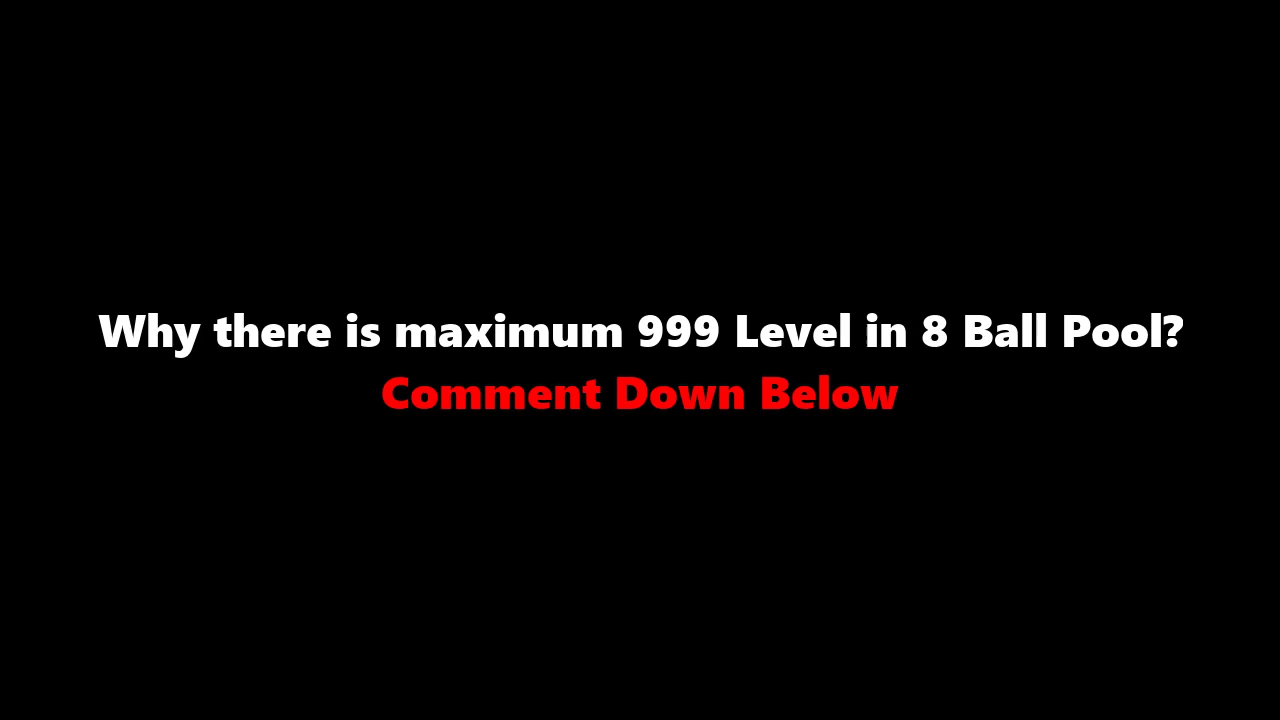 Why there is maximum 999 Level in 8 Ball Pool?
Comment Down Below